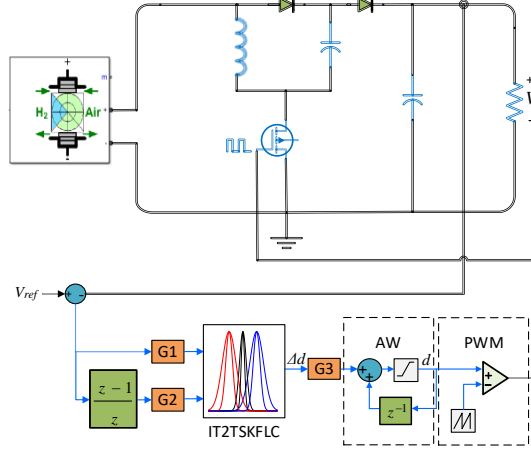 +
m
H2 Air
+
-
-
+
V
-
Vref
+ -
G1
G2
z − 1
z
IT2TSKFLC
Δd
G3
AW
+
+
d
z-1
PWM
+
-